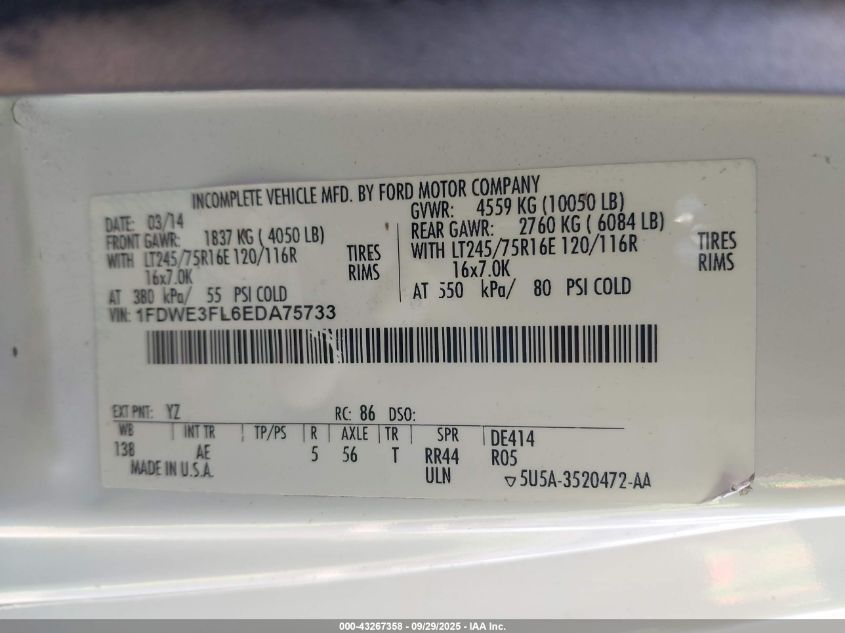 INCOMPLETE VEHICLE MFD. BY FORD MOTOR COMPANY
DATE: 03/14
FRONT GAWR: 1837 KG ( 4050 LB)
WITH LT245/75R16E 120/116R TIRES
16x7.0K RIMS
AT 380 kPa/ 55 PSI COLD
GVWR: 4559 KG (10050 LB)
REAR GAWR: 2760 KG ( 6084 LB)
WITH LT245/75R16E 120/116R TIRES
16x7.0K RIMS
AT 550 kPa/ 80 PSI COLD
VIN: 1FDWE3FL6EDA75733
EXT PNT: YZ RC: 86 DSO:
WB INT TR TP/PS R AXLE TR SPR DE414
138 AE 5 56 T RR44 R05
MADE IN U.S.A. ULN ▽5U5A-3520472-AA
000-43267358 - 09/29/2025 - IAA Inc.